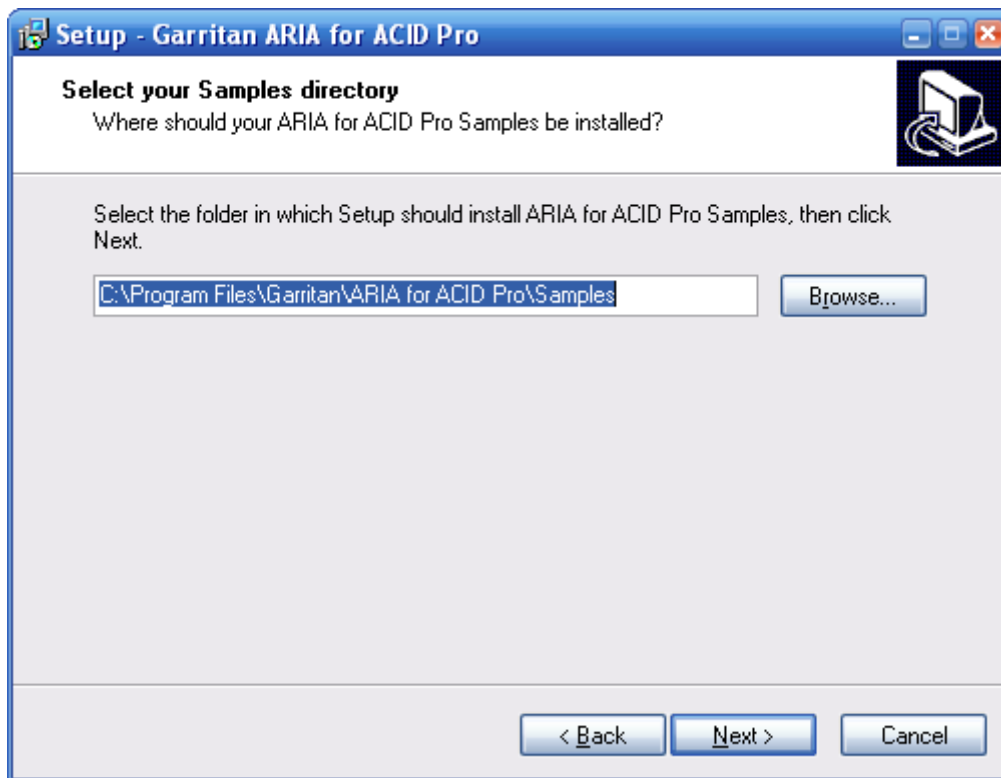 Setup - Garritan ARIA for ACID Pro
Select your Samples directory
Where should your ARIA for ACID Pro Samples be installed?
Select the folder in which Setup should install ARIA for ACID Pro Samples, then click
Next.
C:\Program Files\Garritan\ARIA for ACID Pro\Samples
Browse...
< Back
Next >
Cancel